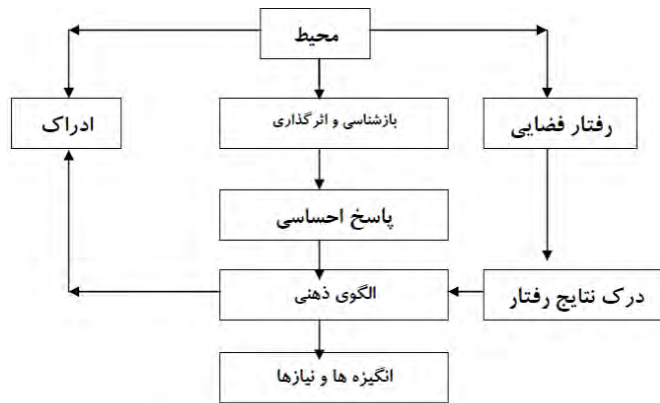 محیط
رفتار فضایی
بازشناسی و اثرگذاری
ادراک
پاسخ احساسی
درک نتایج رفتار
الگوی ذهنی
انگیزه ها و نیازها